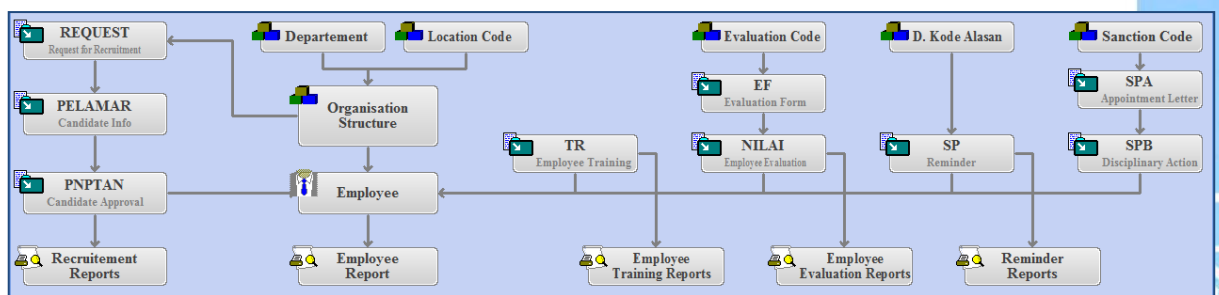 REQUEST
Request for Recruitment
Departement
Location Code
Evaluation Code
D. Kode Alasan
Sanction Code
EF
Evaluation Form
SPA
Appointment Letter
PELAMAR
Candidate Info
Organisation
Structure
TR
Employee Training
NILAI
Employee Evaluation
SP
Reminder
SPB
Disciplinary Action
PNPTAN
Candidate Approval
Employee
Recruitement
Reports
Employee
Report
Employee
Training Reports
Employee
Evaluation Reports
Reminder
Reports